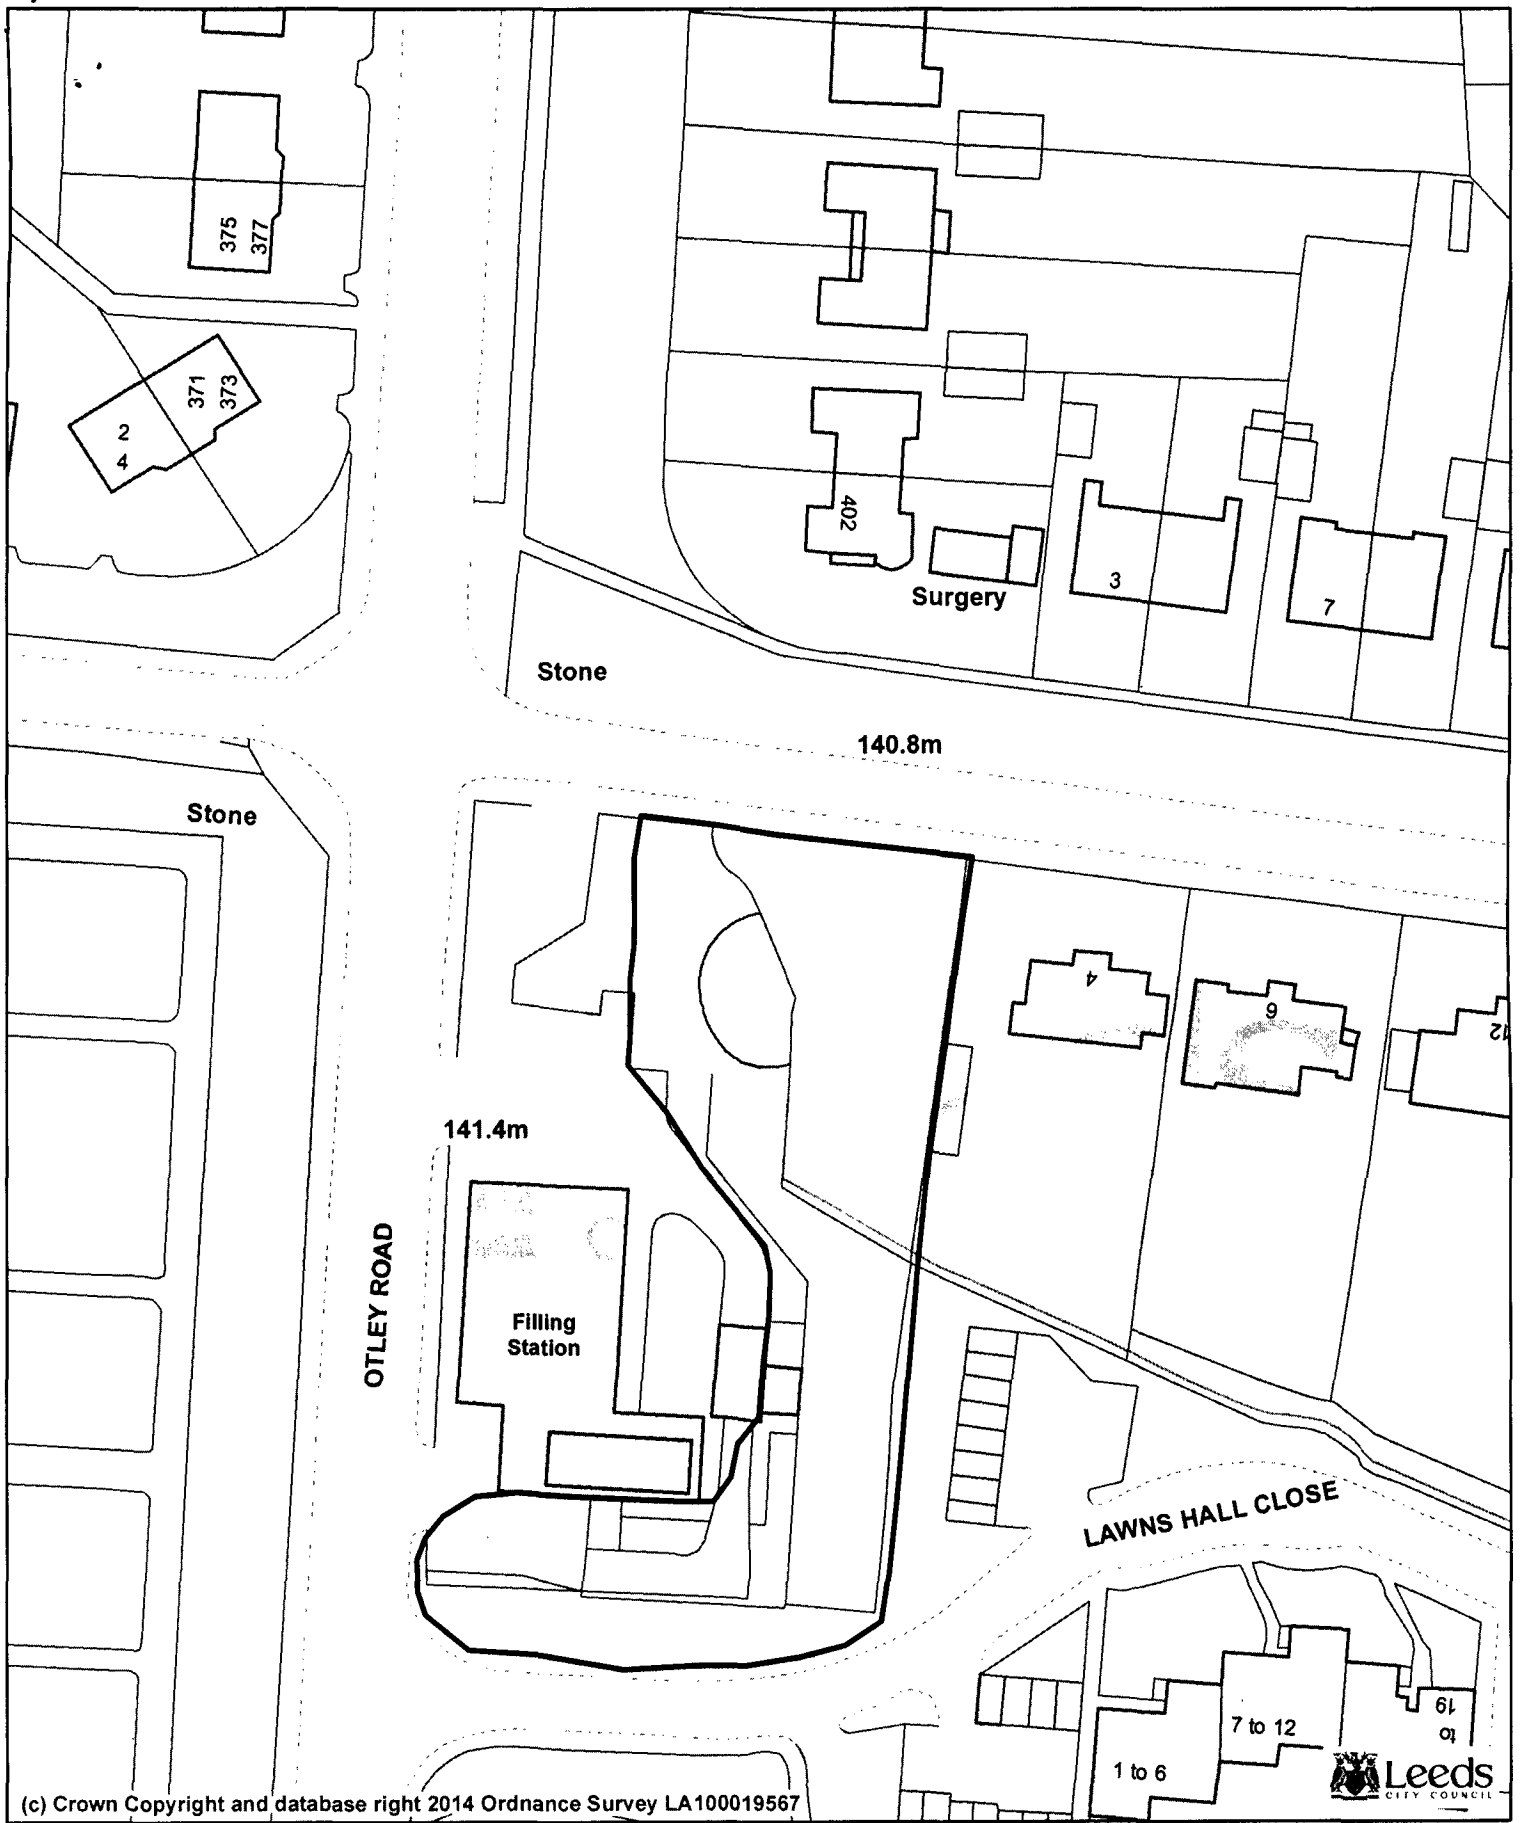 375
377
371
373
2
4
402
Surgery
3
7
Stone
140.8m
Stone
4
6
12
141.4m
OTLEY ROAD
Filling
Station
LAWNS HALL CLOSE
19
to
7 to 12
1 to 6
Leeds
CITY COUNCIL
(c) Crown Copyright and database right 2014 Ordnance Survey LA100019567